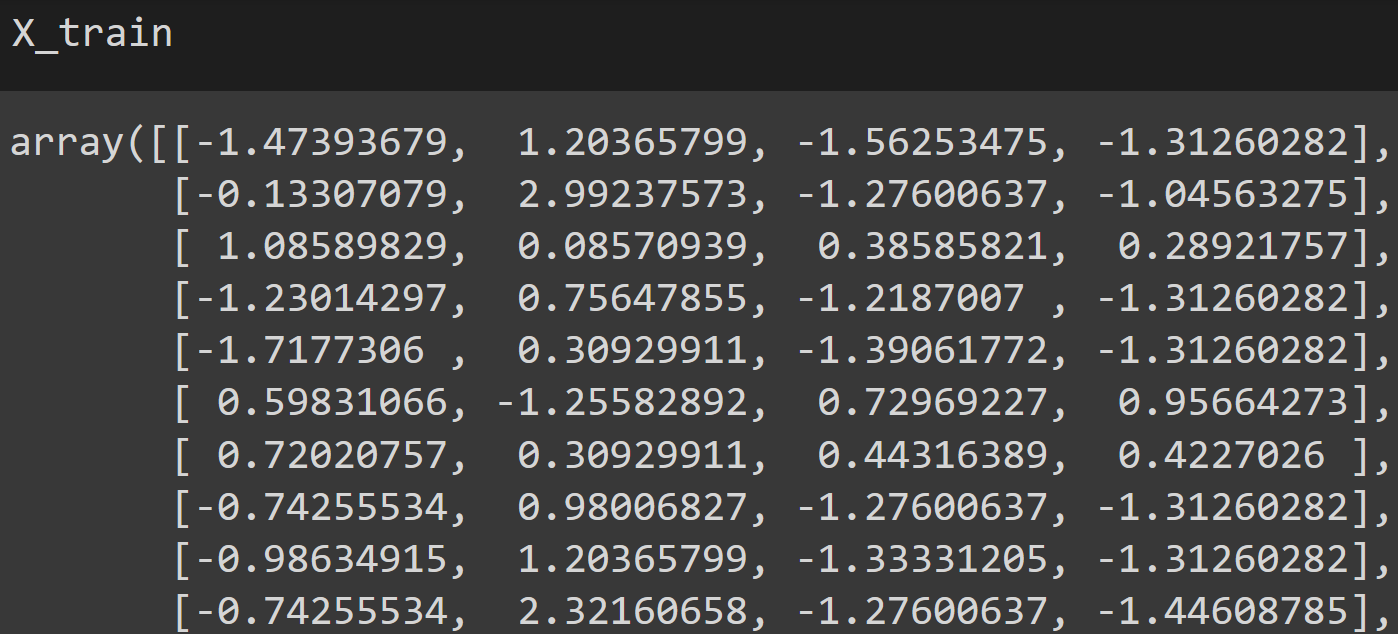 X_train
array([[-1.47393679,  1.20365799, -1.56253475, -1.31260282],
       [-0.13307079,  2.99237573, -1.27600637, -1.04563275],
       [ 1.08589829,  0.08570939,  0.38585821,  0.28921757],
       [-1.23014297,  0.75647855, -1.2187007 , -1.31260282],
       [-1.7177306 ,  0.30929911, -1.39061772, -1.31260282],
       [ 0.59831066, -1.25582892,  0.72969227,  0.95664273],
       [ 0.72020757,  0.30929911,  0.44316389,  0.4227026 ],
       [-0.74255534,  0.98006827, -1.27600637, -1.31260282],
       [-0.98634915,  1.20365799, -1.33331205, -1.31260282],
       [-0.74255534,  2.32160658, -1.27600637, -1.44608785],